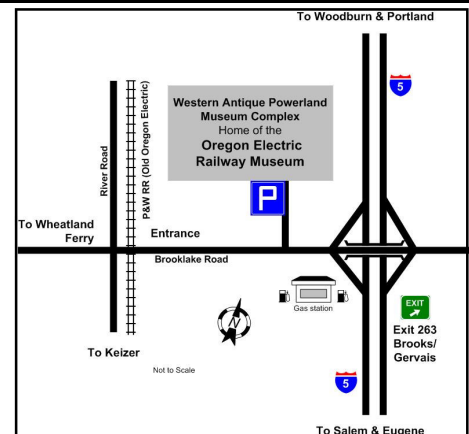 To Woodburn & Portland
5
Western Antique Powerland
Museum Complex
Home of the
Oregon Electric
Railway Museum
River Road
P&W RR (Old Oregon Electric)
P
To Wheatland
Ferry
Entrance
Brooklake Road
Gas station
N
EXIT
Exit 263
Brooks/
Gervais
To Keizer
Not to Scale
5
To Salem & Eugene